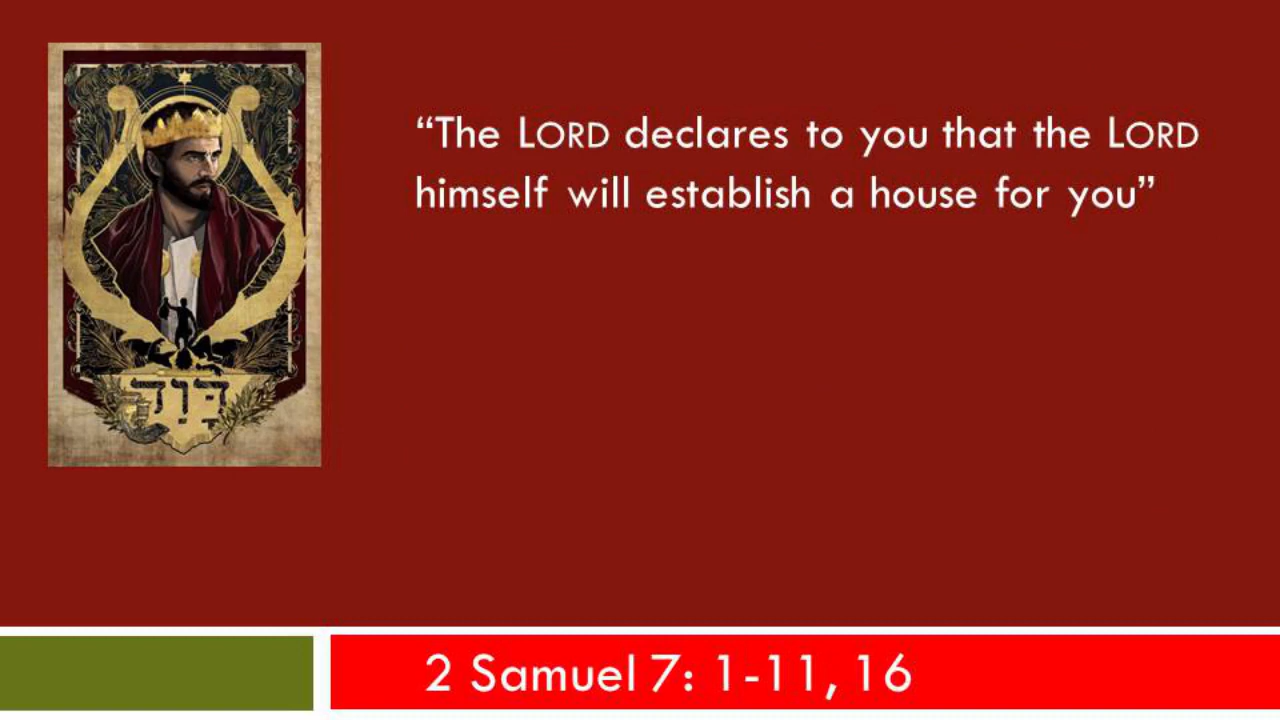 “The LORD declares to you that the LORD
himself will establish a house for you”
דָּוִד
2 Samuel 7: 1-11, 16